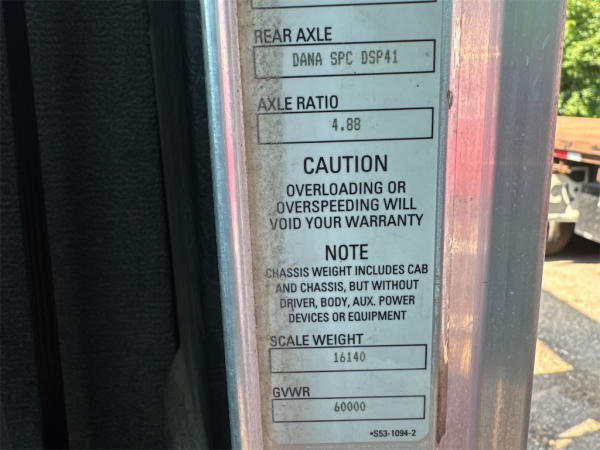 REAR AXLE
DANA SPC DSP41
AXLE RATIO
4.88
CAUTION
OVERLOADING OR
OVERSPEEDING WILL
VOID YOUR WARRANTY
NOTE
CHASSIS WEIGHT INCLUDES CAB
AND CHASSIS, BUT WITHOUT
DRIVER, BODY, AUX. POWER
DEVICES OR EQUIPMENT
SCALE WEIGHT
16140
GVWR
60000
*S53-1094-2